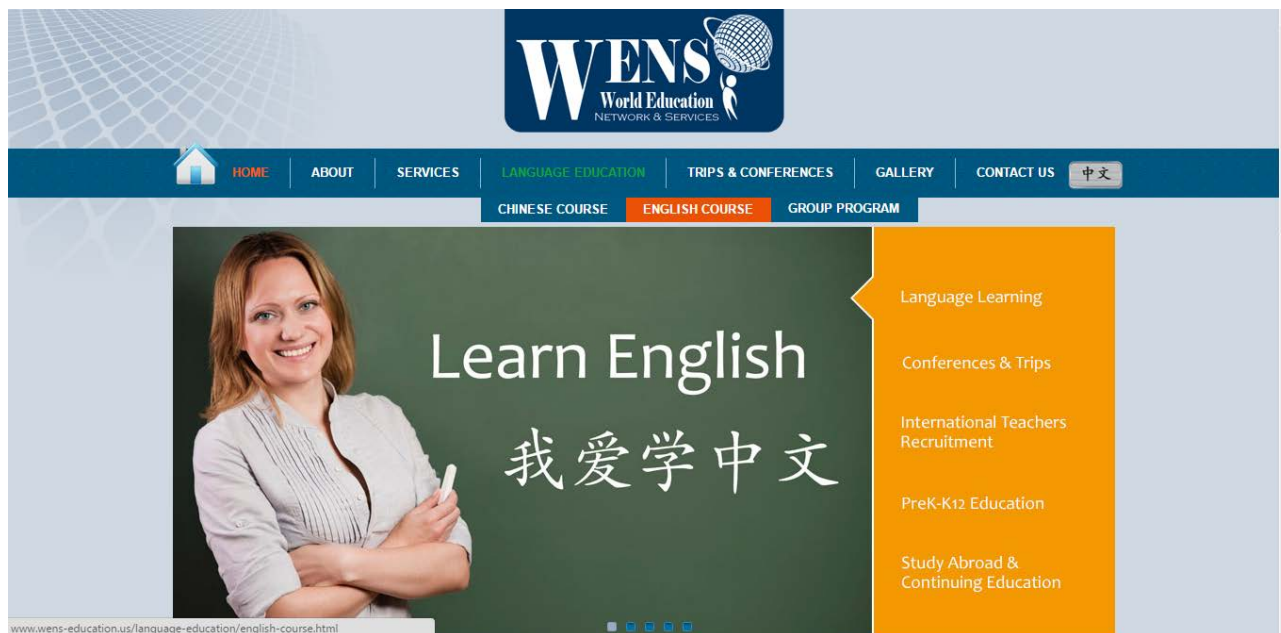 WENS
World Education
NETWORK & SERVICES
HOME ABOUT SERVICES LANGUAGE EDUCATION TRIPS & CONFERENCES GALLERY CONTACT US 中文
CHINESE COURSE ENGLISH COURSE GROUP PROGRAM
Learn English
我爱学中文
Language Learning
Conferences & Trips
International Teachers
Recruitment
PreK-K12 Education
Study Abroad &
Continuing Education
www.wens-education.us/language-education/english-course.html